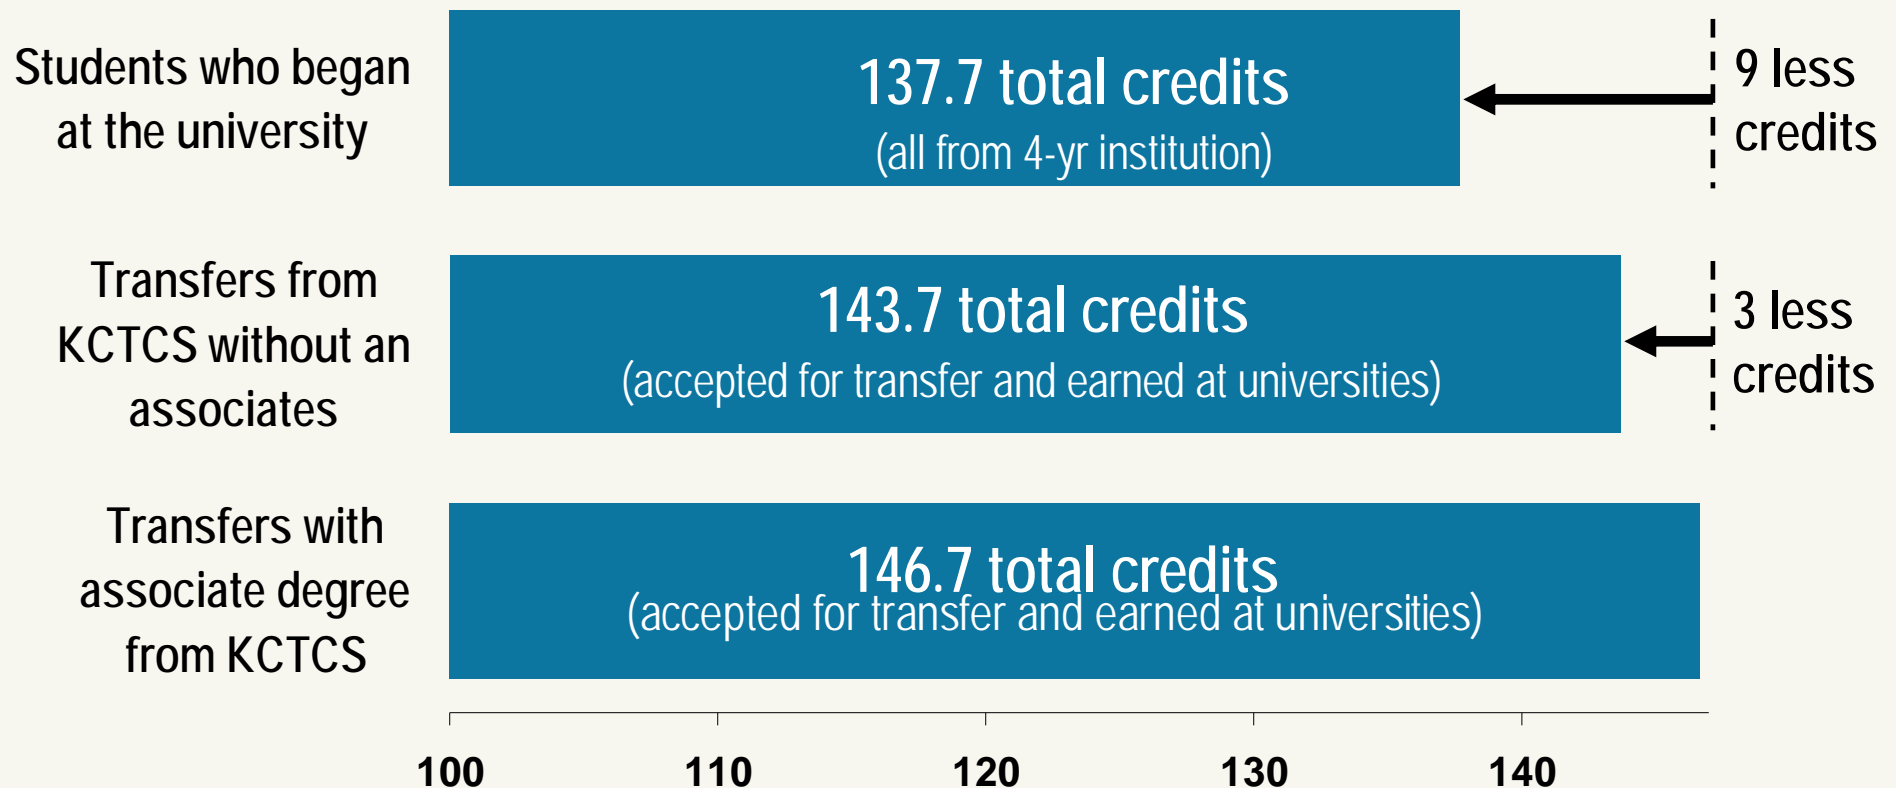 Students who began
at the university
137.7 total credits
(all from 4-yr institution)
9 less
credits
Transfers from
KCTCS without an
associates
143.7 total credits
(accepted for transfer and earned at universities)
3 less
credits
Transfers with
associate degree
from KCTCS
146.7 total credits
(accepted for transfer and earned at universities)
100 110 120 130 140